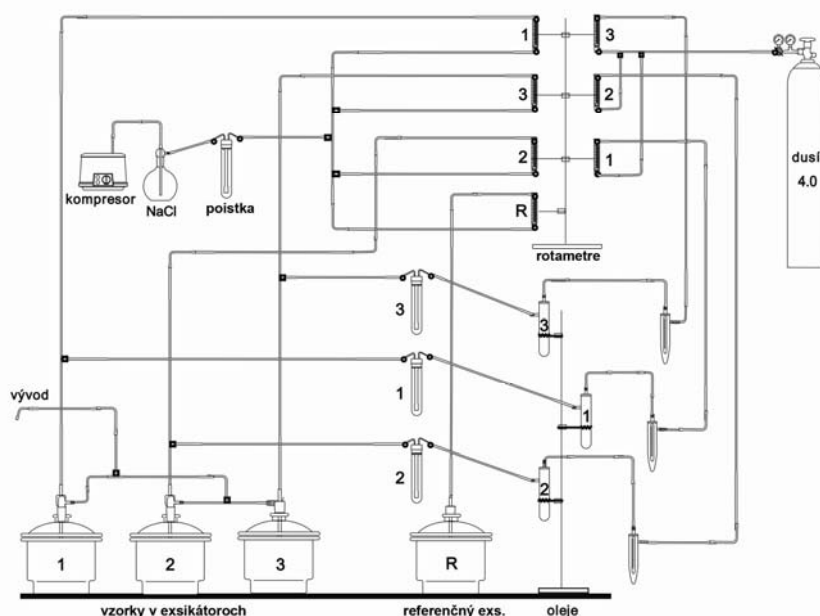 1
3
3
2
2
1
R
rotametre
dusí
4.0
kompresor
NaCl
poistka
3
3
1
1
2
2
vývod
1
2
3
R
vzorky v exsikátoroch
referenčný exs.
oleje